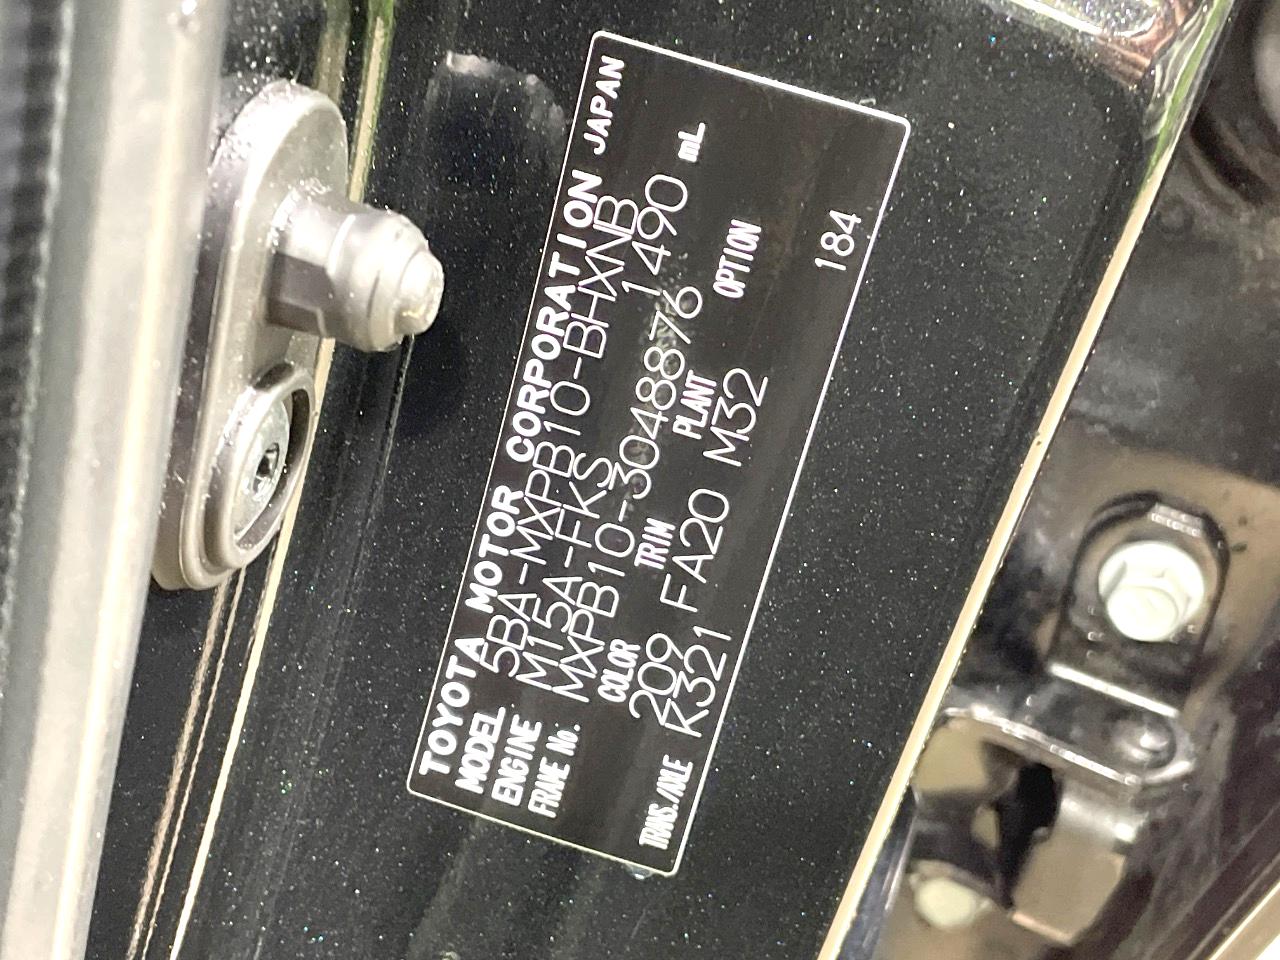 TOYOTA MOTOR CORPORATION JAPAN
MODEL 5BA-MXPB10-BHXNB
ENGINE M15A-FKS 1490 mL
FRAME No. MXPB10-3048876
COLOR TRIM PLANT OPTION
209 FA20 M32
TRANS./AXLE K321
184